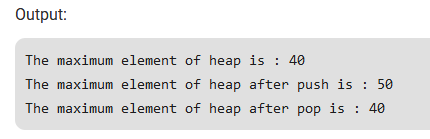 Output:
The maximum element of heap is : 40
The maximum element of heap after push is : 50
The maximum element of heap after pop is : 40